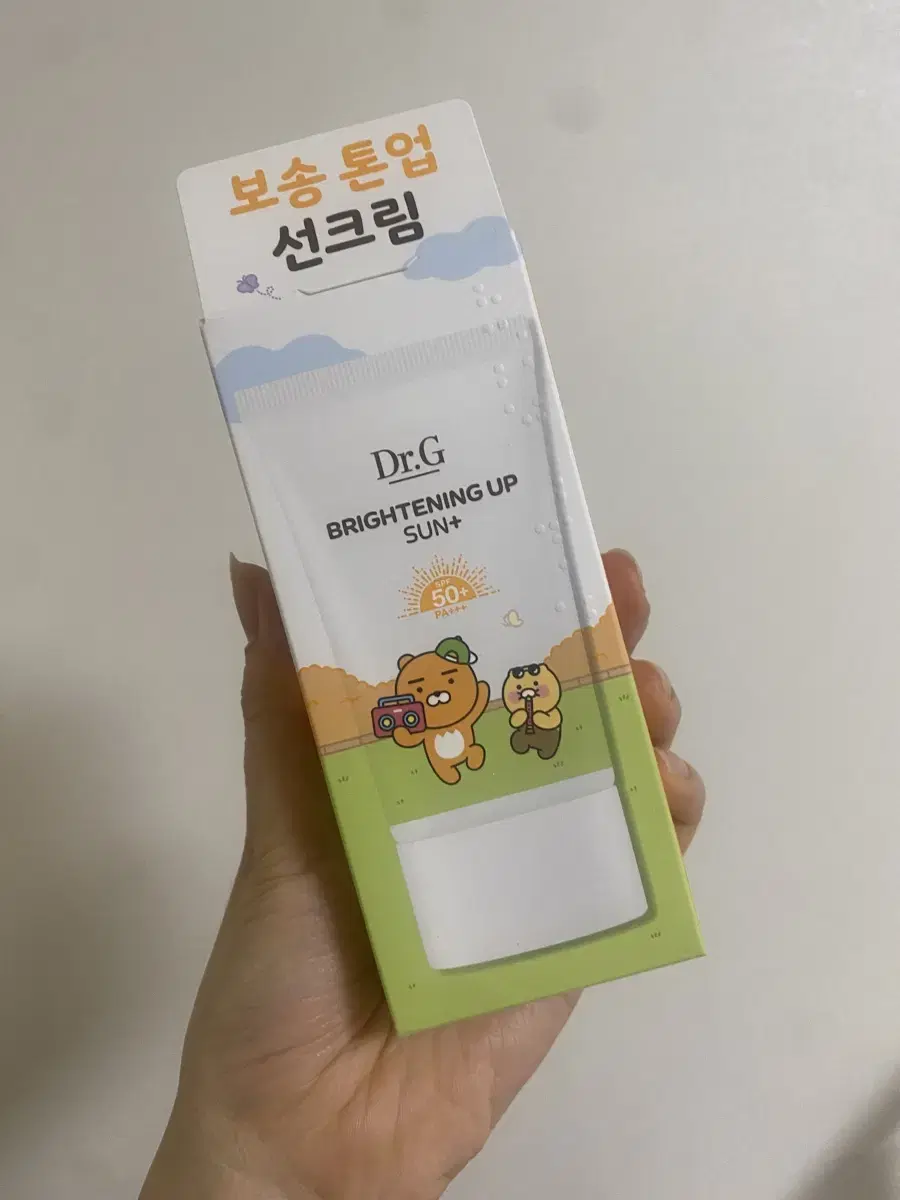 보송 톤업
선크림
Dr.G
BRIGHTENING UP
SUN+
SPF
50+
PA+++